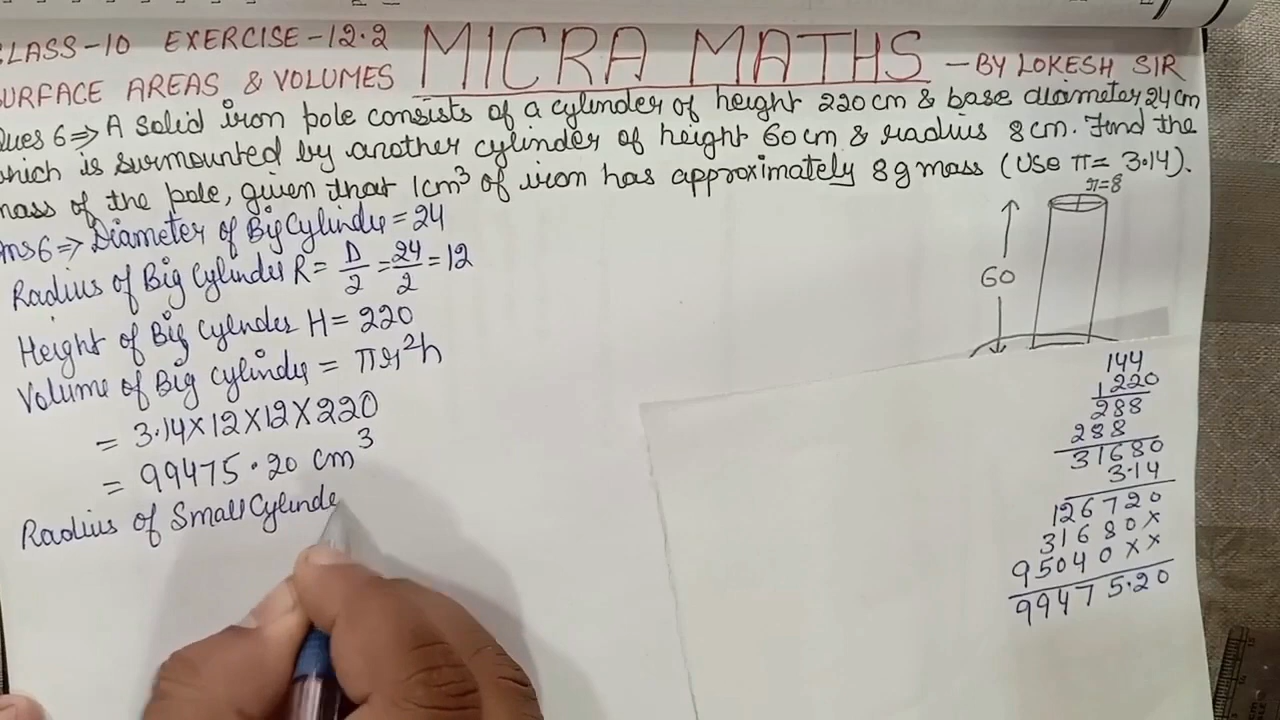 CLASS-10 EXERCISE-12.2 MICRA MATHS - BY LOKESH SIR
SURFACE AREAS & VOLUMES
Ques 6 ⇒ A solid iron pole consists of a cylinder of height 220 cm & base diameter 24 cm
which is surmounted by another cylinder of height 60 cm & radius 8 cm. Find the
mass of the pole, given that 1 cm³ of iron has approximately 8 g mass (Use π = 3.14).
Ans 6 ⇒ Diameter of Big Cylinder = 24
Radius of Big Cylinder R = D/2 = 24/2 = 12
Height of Big Cylinder H = 220
Volume of Big Cylinder = πr²h
= 3.14×12×12×220
= 99475.20 cm³
Radius of Small Cylinde
r=8
60
144
220
288
288
31680
3.14
126720
31680×
95040××
99475.20